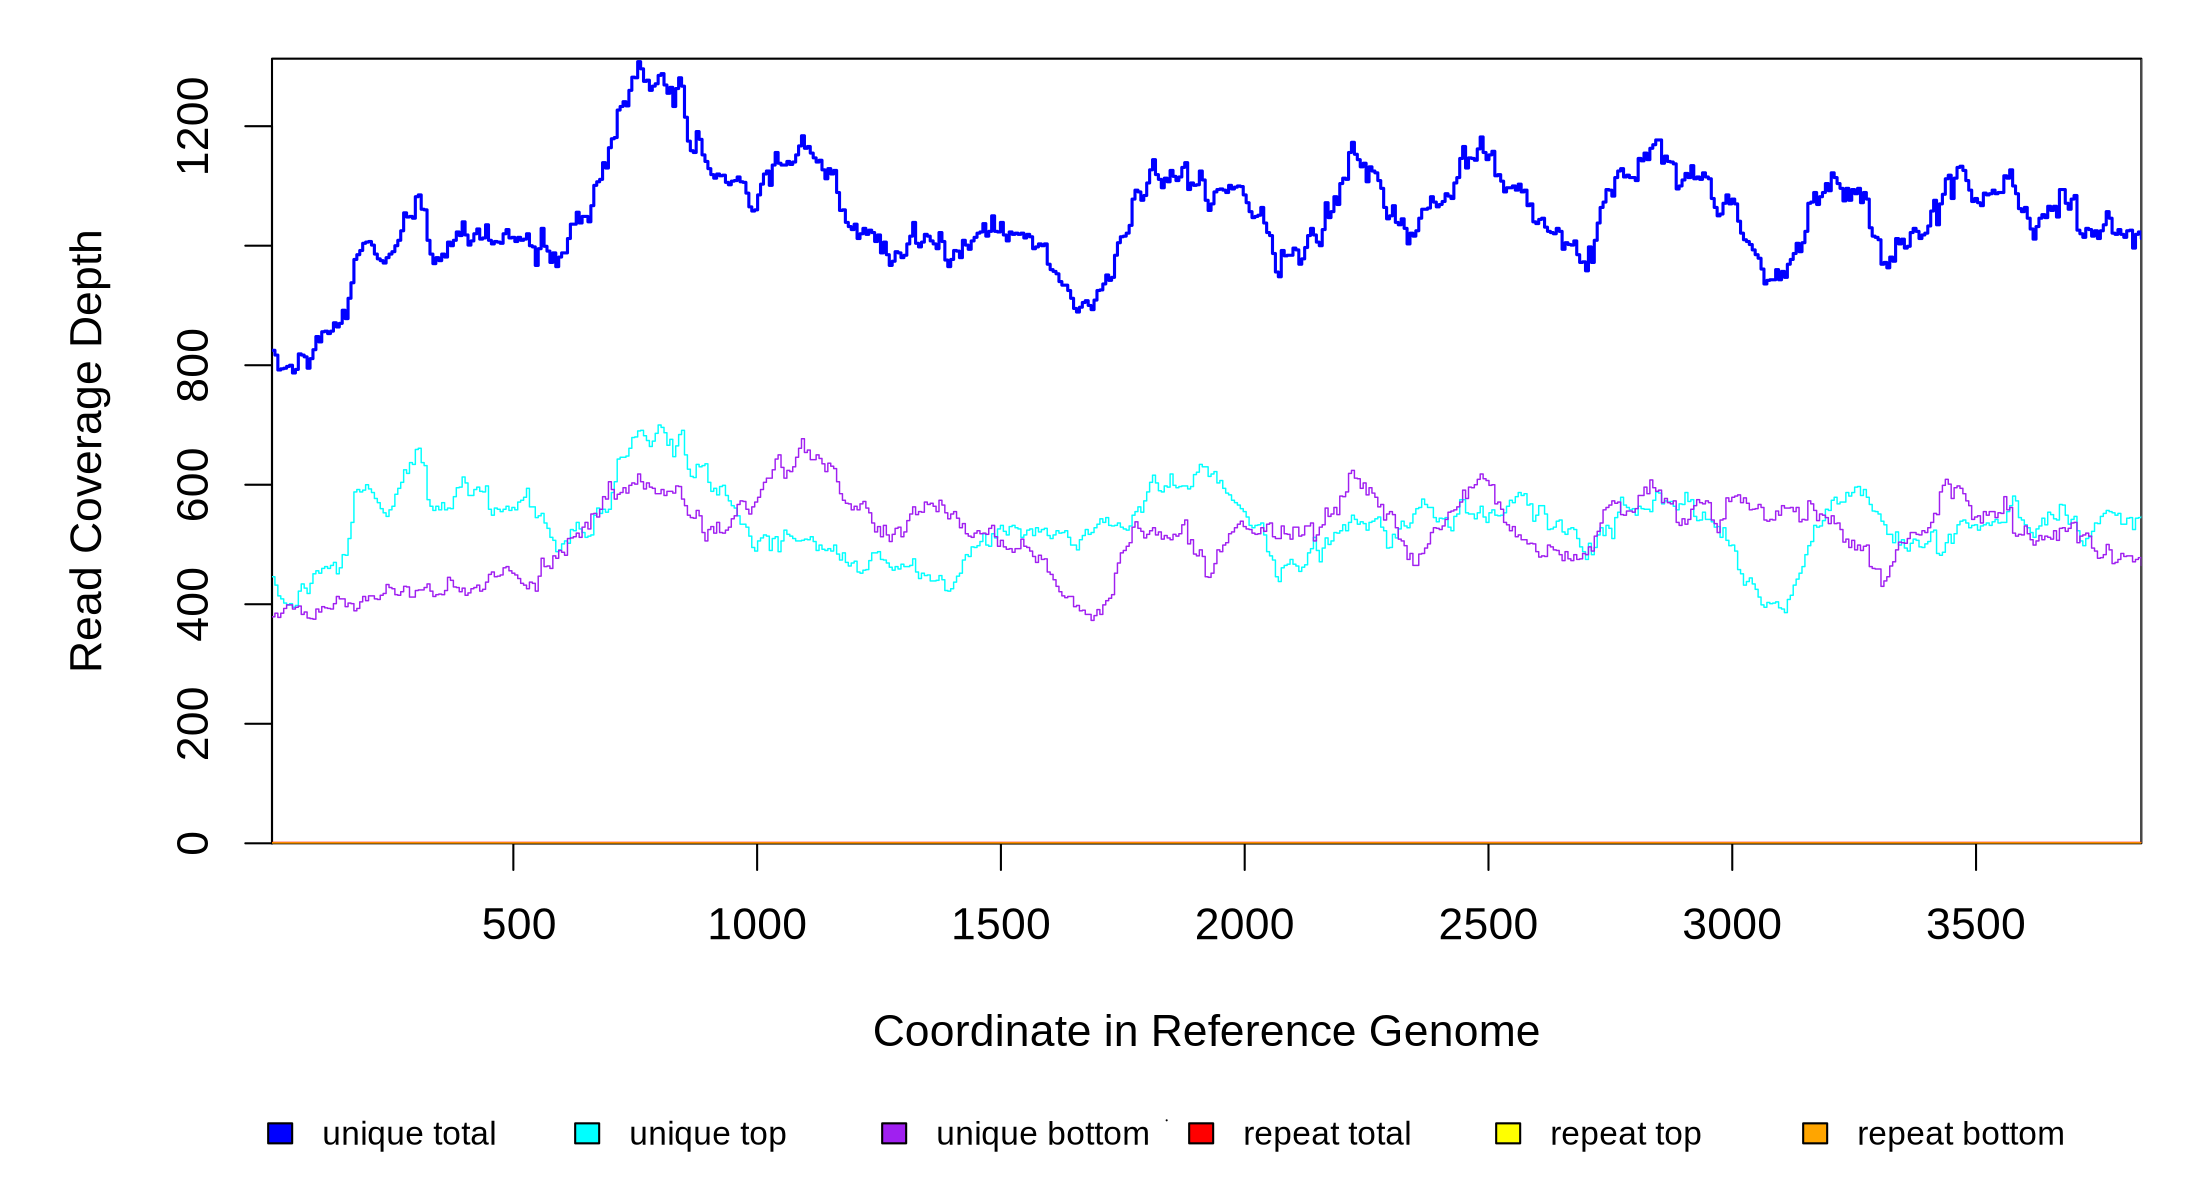 Read Coverage Depth
1200
800
600
400
200
0
500 1000 1500 2000 2500 3000 3500
Coordinate in Reference Genome
unique total unique top unique bottom repeat total repeat top repeat bottom